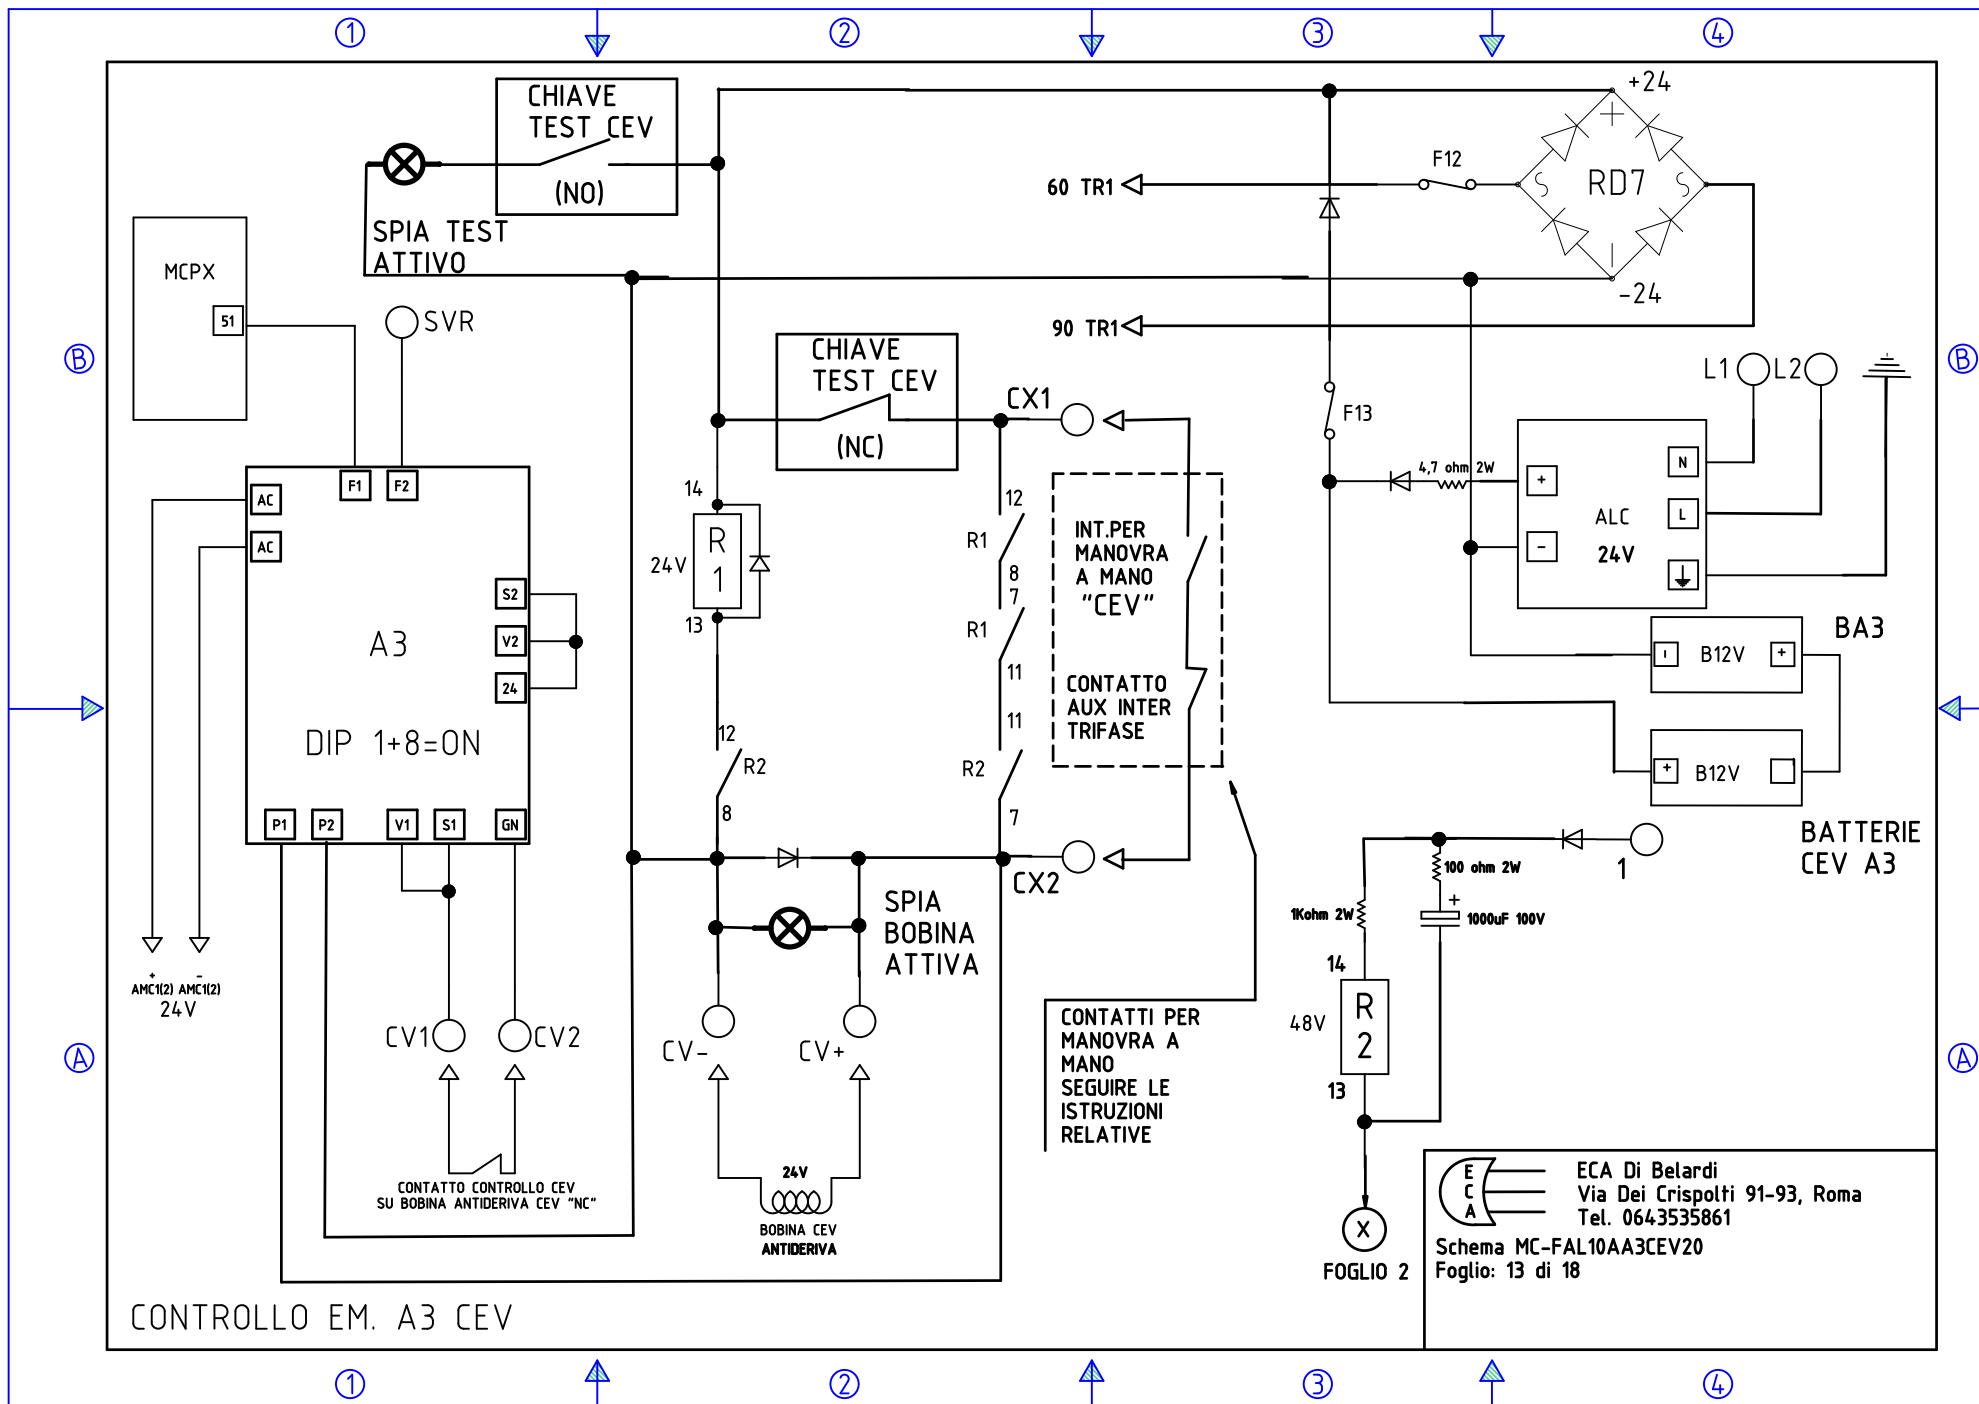 1
2
3
4
CHIAVE
TEST CEV
(NO)
SPIA TEST
ATTIVO
+24
F12
RD7
60 TR1
-24
90 TR1
MCPX
51
SVR
B
B
CHIAVE
TEST CEV
(NC)
CX1
F13
L1
L2
4,7 ohm 2W
+
N
ALC
L
24V
-
F1
F2
AC
AC
S2
V2
24
A3
DIP 1+8=ON
P1
P2
V1
S1
GN
14
R
1
24V
13
12
R2
8
12
R1
8
7
R1
11
11
R2
7
INT.PER
MANOVRA
A MANO
"CEV"
CONTATTO
AUX INTER
TRIFASE
BA3
-
B12V
+
+
B12V
BATTERIE
CEV A3
CX2
1
100 ohm 2W
1Kohm 2W
+
1000uF 100V
SPIA
BOBINA
ATTIVA
+
-
AMC1(2) AMC1(2)
24V
CV1
CV2
CV-
CV+
CONTATTO CONTROLLO CEV
SU BOBINA ANTIDERIVA CEV "NC"
24V
BOBINA CEV
ANTIDERIVA
CONTATTI PER
MANOVRA A
MANO
SEGUIRE LE
ISTRUZIONI
RELATIVE
14
R
2
48V
13
X
FOGLIO 2
A
A
E
C
A
ECA Di Belardi
Via Dei Crispolti 91-93, Roma
Tel. 0643535861
Schema MC-FAL10AA3CEV20
Foglio: 13 di 18
CONTROLLO EM. A3 CEV
1
2
3
4